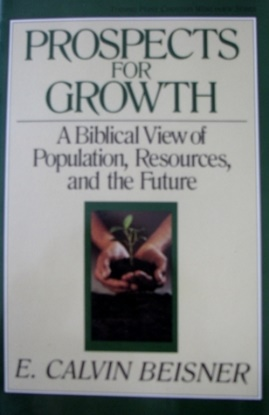 PROSPECTS
FOR
GROWTH
A Biblical View of
Population, Resources,
and the Future
E. CALVIN BEISNER